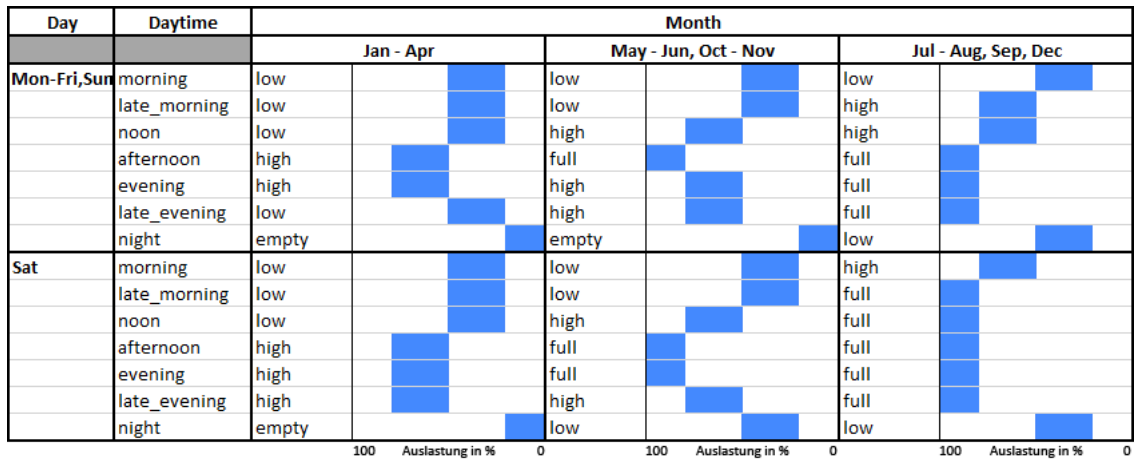 Day Daytime Month
Jan - Apr May - Jun, Oct - Nov Jul - Aug, Sep, Dec
Mon-Fri,Sun morning low low low
late_morning low low high
noon low high high
afternoon high full full
evening high high full
late_evening low high full
night empty empty low
Sat morning low low high
late_morning low low full
noon low high full
afternoon high full full
evening high full full
late_evening high high full
night empty low low
100 Auslastung in % 0 100 Auslastung in % 0 100 Auslastung in % 0